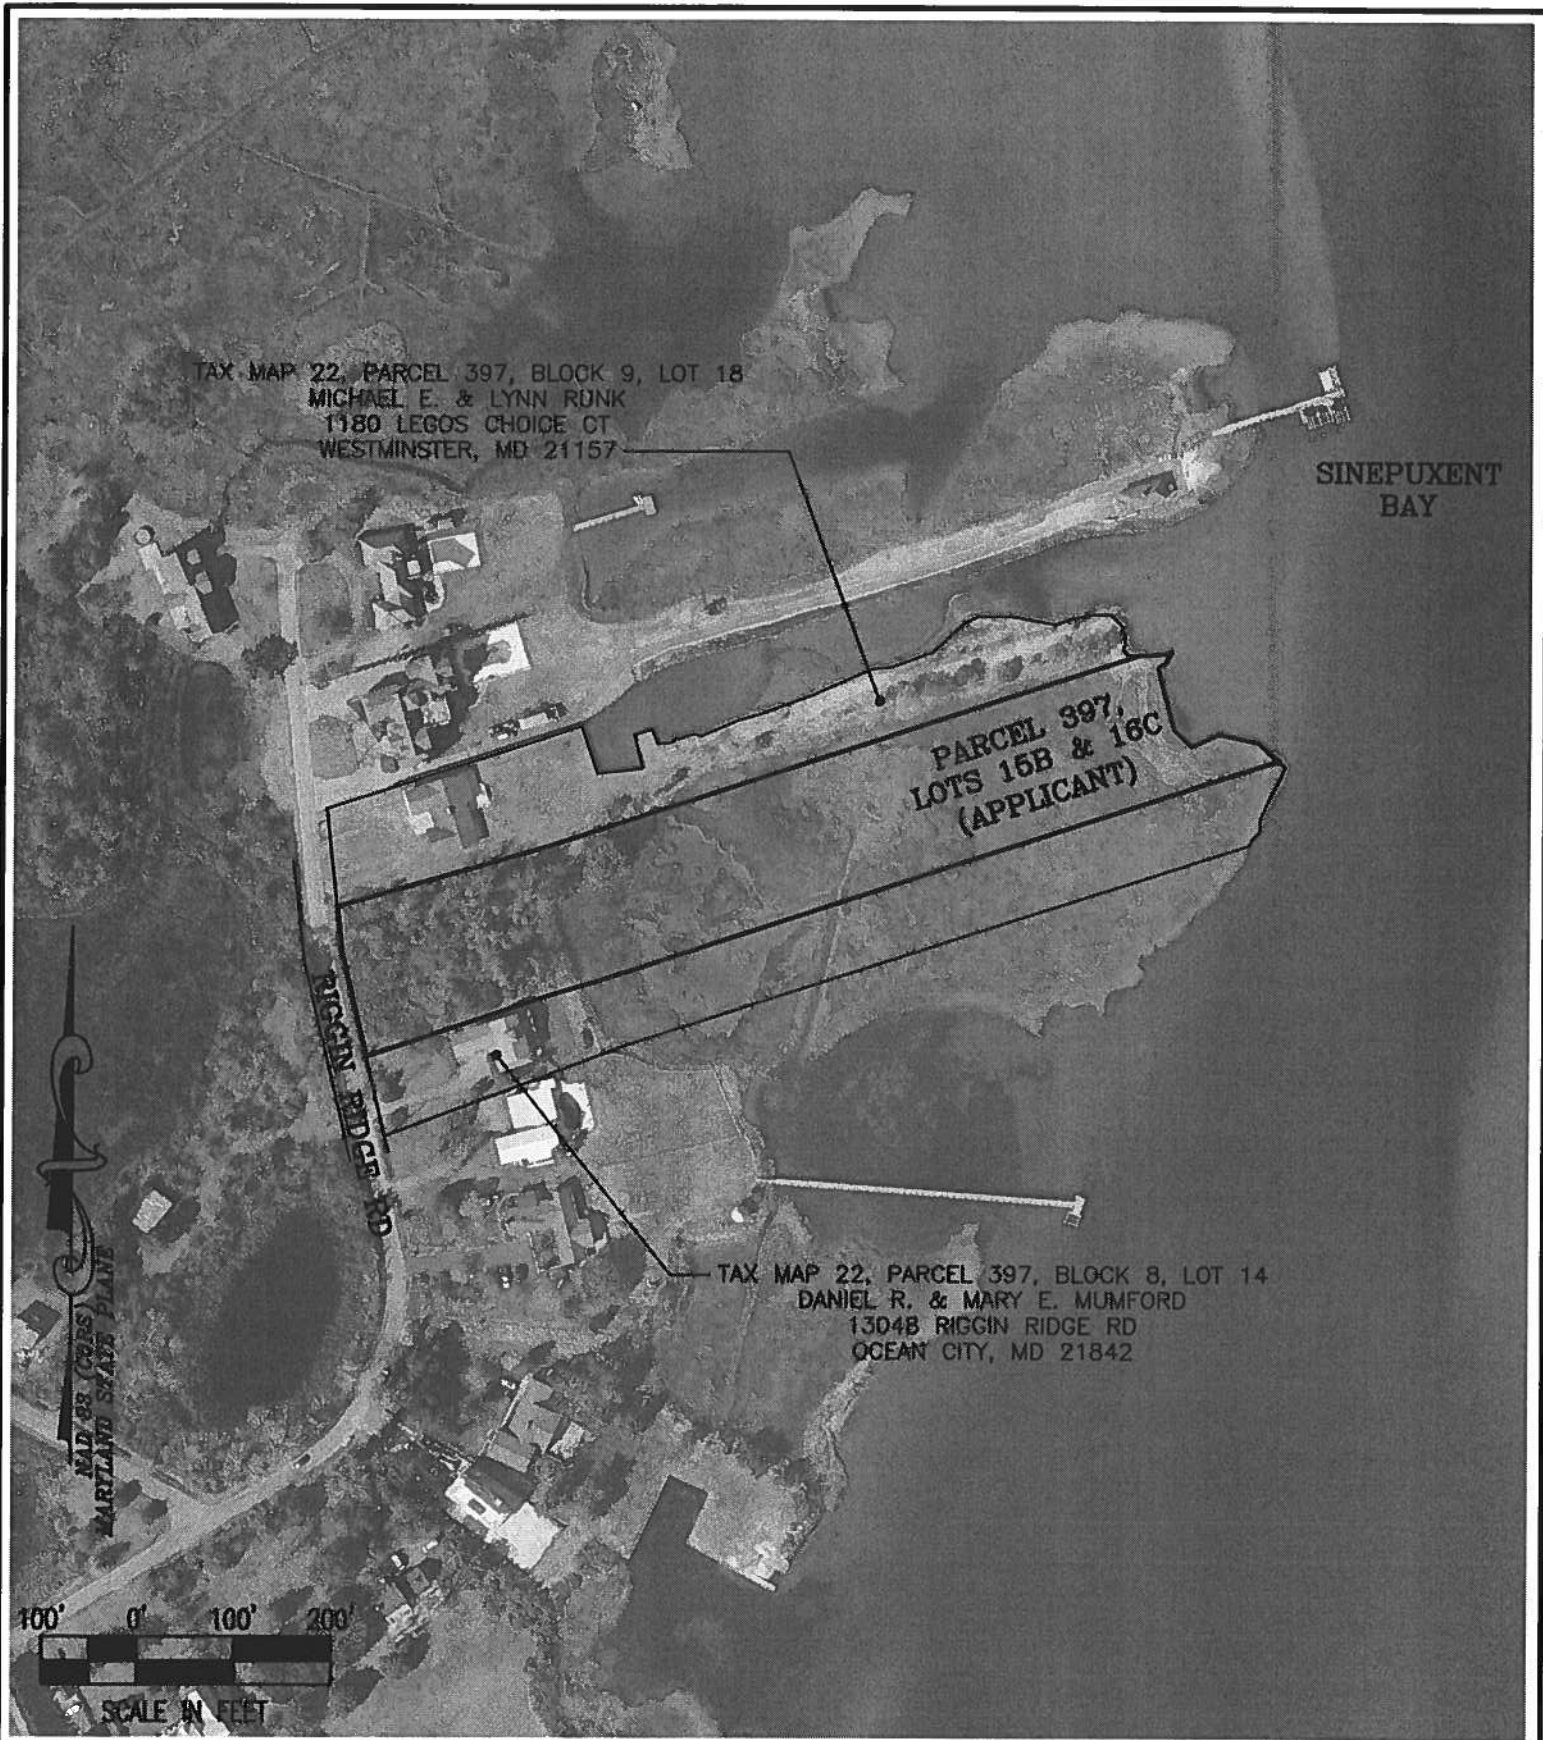 TAX MAP 22, PARCEL 397, BLOCK 9, LOT 18
MICHAEL E. & LYNN RUNK
1180 LEGOS CHOICE CT
WESTMINSTER, MD 21157
SINEPUXENT
BAY
PARCEL 397,
LOTS 15B & 16C
(APPLICANT)
RIGGIN RIDGE RD
TAX MAP 22, PARCEL 397, BLOCK 8, LOT 14
DANIEL R. & MARY E. MUMFORD
13048 RIGGIN RIDGE RD
OCEAN CITY, MD 21842
NAD 83 (CORS)
MARYLAND STATE PLANE
100' 0' 100' 200'
SCALE IN FEET